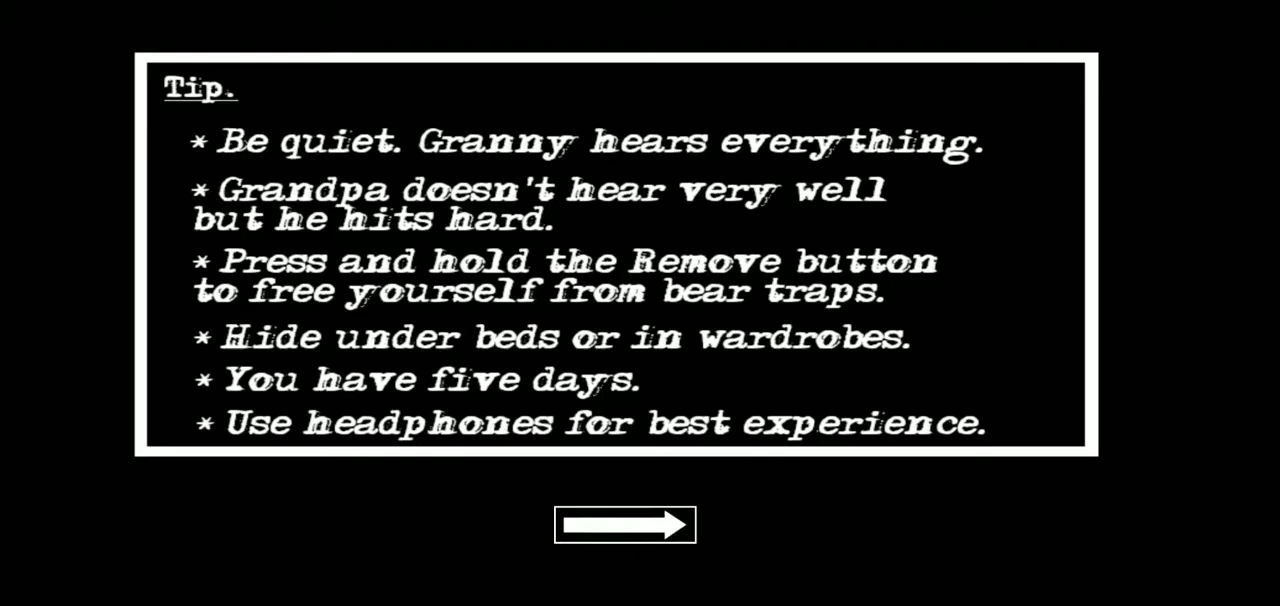 Tip.
* Be quiet. Granny hears everything.
* Grandpa doesn't hear very well
but he hits hard.
* Press and hold the Remove button
to free yourself from bear traps.
* Hide under beds or in wardrobes.
* You have five days.
* Use headphones for best experience.